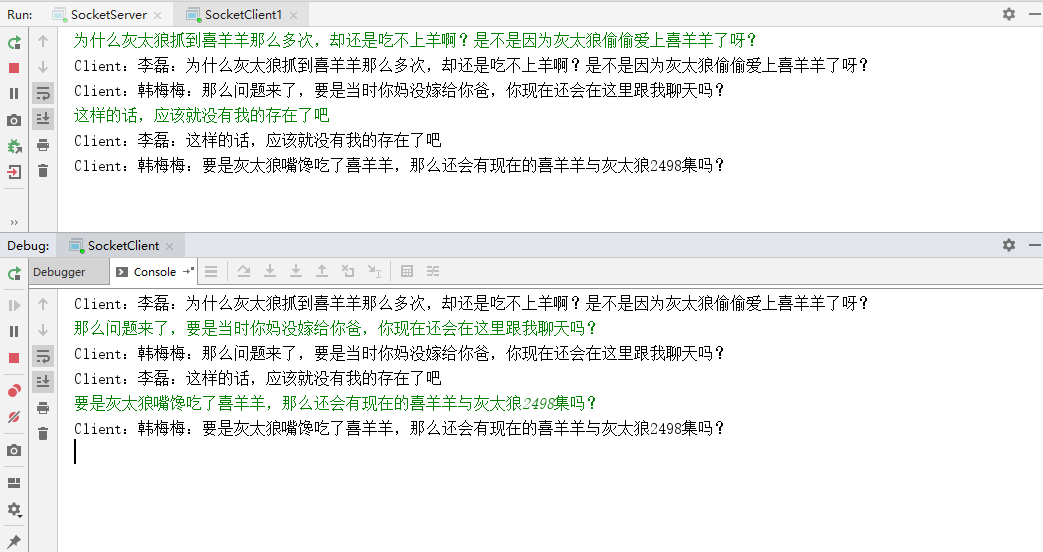 Run: SocketServer SocketClient1
为什么灰太狼抓到喜羊羊那么多次，却还是吃不上羊啊？是不是因为灰太狼偷偷爱上喜羊羊了呀？
Client：李磊：为什么灰太狼抓到喜羊羊那么多次，却还是吃不上羊啊？是不是因为灰太狼偷偷爱上喜羊羊了呀？
Client：韩梅梅：那么问题来了，要是当时你妈没嫁给你爸，你现在还会在这里跟我聊天吗？
这样的话，应该就没有我的存在了吧
Client：李磊：这样的话，应该就没有我的存在了吧
Client：韩梅梅：要是灰太狼嘴馋吃了喜羊羊，那么还会有现在的喜羊羊与灰太狼2498集吗？
Debug: SocketClient
Debugger Console
Client：李磊：为什么灰太狼抓到喜羊羊那么多次，却还是吃不上羊啊？是不是因为灰太狼偷偷爱上喜羊羊了呀？
那么问题来了，要是当时你妈没嫁给你爸，你现在还会在这里跟我聊天吗？
Client：韩梅梅：那么问题来了，要是当时你妈没嫁给你爸，你现在还会在这里跟我聊天吗？
Client：李磊：这样的话，应该就没有我的存在了吧
要是灰太狼嘴馋吃了喜羊羊，那么还会有现在的喜羊羊与灰太狼2498集吗？
Client：韩梅梅：要是灰太狼嘴馋吃了喜羊羊，那么还会有现在的喜羊羊与灰太狼2498集吗？